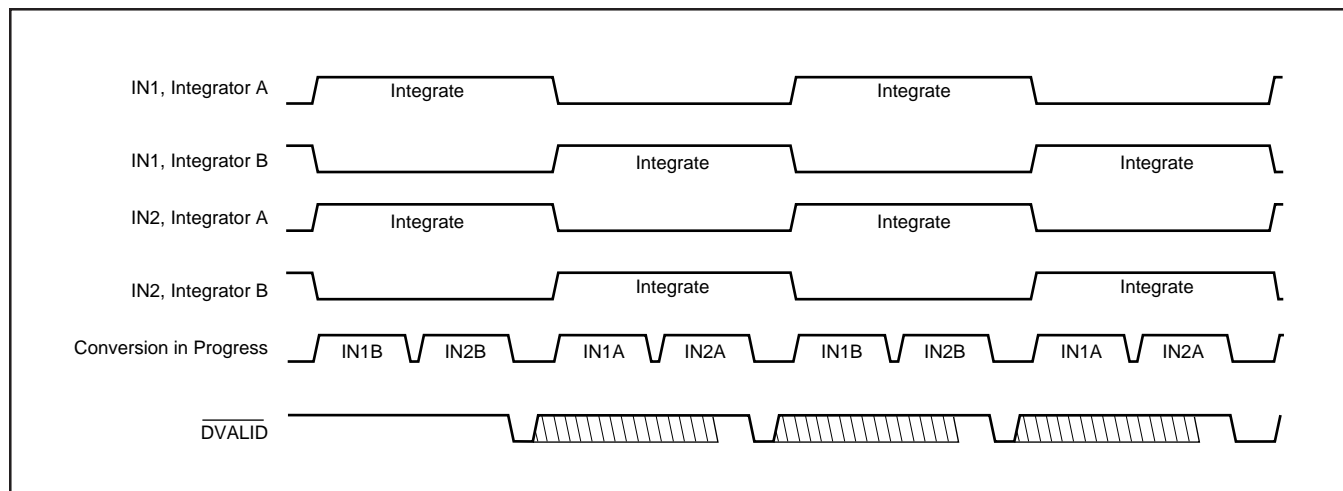 IN1, Integrator A
Integrate
Integrate
IN1, Integrator B
Integrate
Integrate
IN2, Integrator A
Integrate
Integrate
IN2, Integrator B
Integrate
Integrate
Conversion in Progress
IN1B
IN2B
IN1A
IN2A
IN1B
IN2B
IN1A
IN2A
DVALID